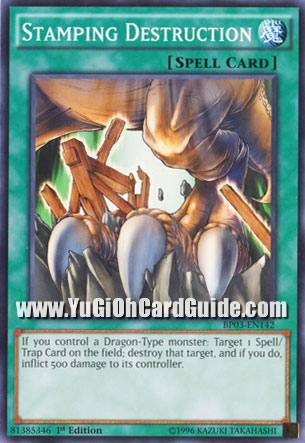 STAMPING DESTRUCTION
[SPELL CARD]
www.YuGiOhCardGuide.com
BP03-EN142
If you control a Dragon-Type monster: Target 1 Spell/
Trap Card on the field; destroy that target, and if you do,
inflict 500 damage to its controller.
81385346 1st Edition ©1996 KAZUKI TAKAHASHI